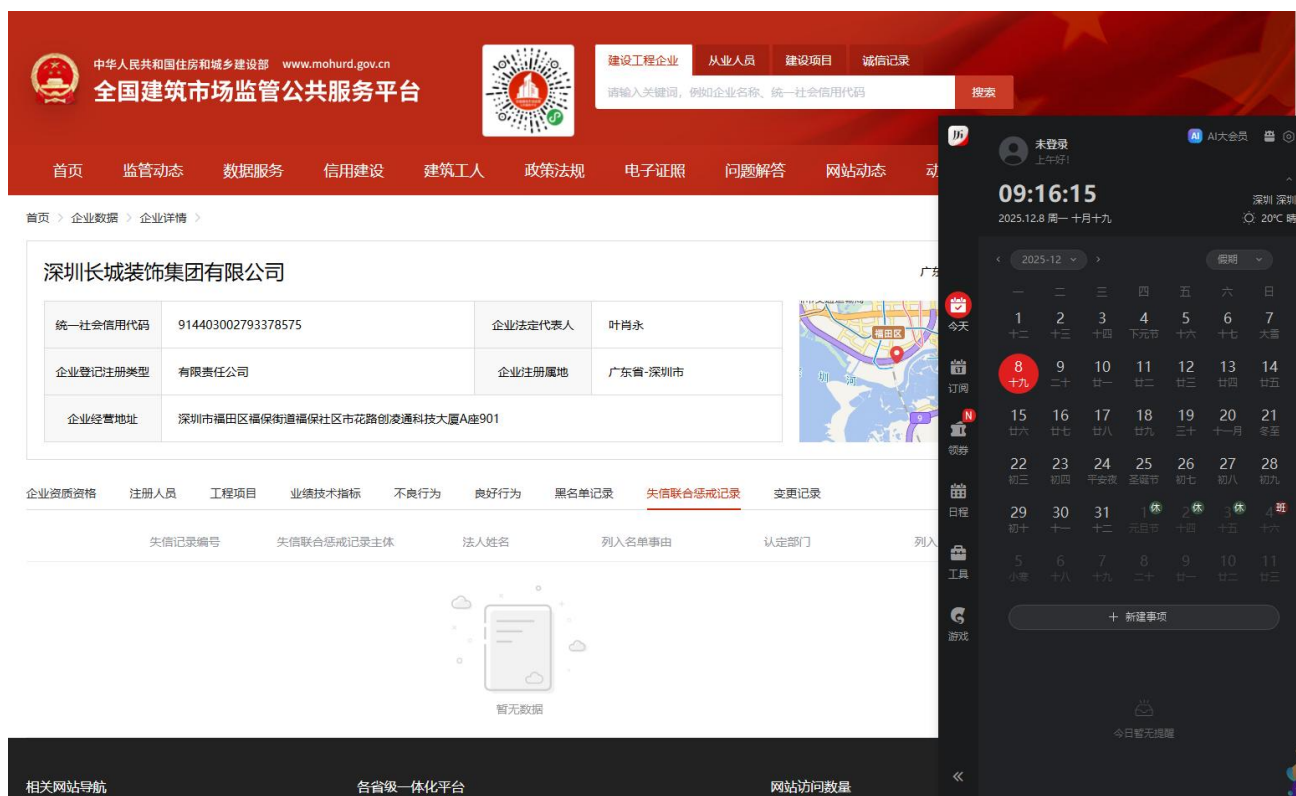 中华人民共和国住房和城乡建设部 www.mohurd.gov.cn
全国建筑市场监管公共服务平台
建设工程企业 从业人员 建设项目 诚信记录
请输入关键词，例如企业名称、统一社会信用代码 搜索
首页 监管动态 数据服务 信用建设 建筑工人 政策法规 电子证照 问题解答 网站动态
首页 > 企业数据 > 企业详情 >
深圳长城装饰集团有限公司
统一社会信用代码 914403002793378575 企业法定代表人 叶肖永
企业登记注册类型 有限责任公司 企业注册属地 广东省-深圳市
企业经营地址 深圳市福田区福保街道福保社区市花路创凌通科技大厦A座901
福田区
圳 河
9
企业资质资格 注册人员 工程项目 业绩技术指标 不良行为 良好行为 黑名单记录 失信联合惩戒记录 变更记录
失信记录编号 失信联合惩戒记录主体 法人姓名 列入名单事由 认定部门 列入
暂无数据
相关网站导航 各省级一体化平台 网站访问数量
未登录
上午好!
AI AI大会员
09:16:15
深圳 深圳
2025.12.8 周一 十月十九
20℃ 晴
2025-12 假期
一 二 三 四 五 六 日
1 2 3 4 5 6 7
十二 十三 十四 下元节 十六 十七 大雪
8 9 10 11 12 13 14
十九 二十 廿一 廿二 廿三 廿四 廿五
15 16 17 18 19 20 21
廿六 廿七 廿八 廿九 三十 十一月 冬至
22 23 24 25 26 27 28
初三 初四 平安夜 圣诞节 初七 初八 初九
29 30 31 1休 2休 3休 4班
初十 十一 十二 元旦节 十四 十五 十六
5 6 7 8 9 10 11
小寒 十八 十九 二十 廿一 廿二 廿三
+ 新建事项
今日暂无提醒
今天
订阅
N
领券
日程
工具
游戏